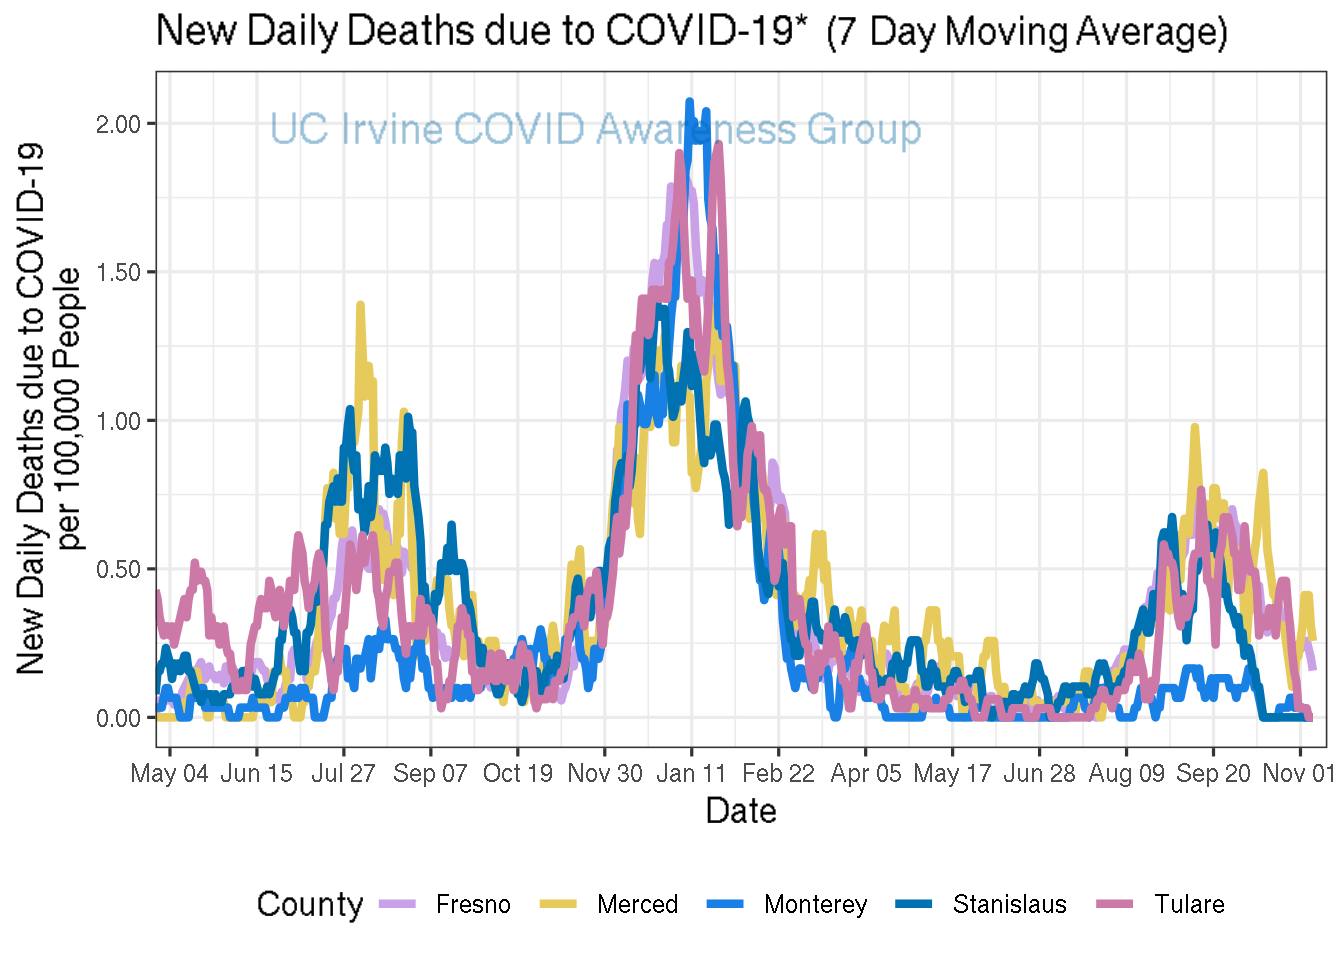 New Daily Deaths due to COVID-19* (7 Day Moving Average)
UC Irvine COVID Awareness Group
New Daily Deaths due to COVID-19
per 100,000 People
2.00
1.50
1.00
0.50
0.00
May 04 Jun 15 Jul 27 Sep 07 Oct 19 Nov 30 Jan 11 Feb 22 Apr 05 May 17 Jun 28 Aug 09 Sep 20 Nov 01
Date
County Fresno Merced Monterey Stanislaus Tulare